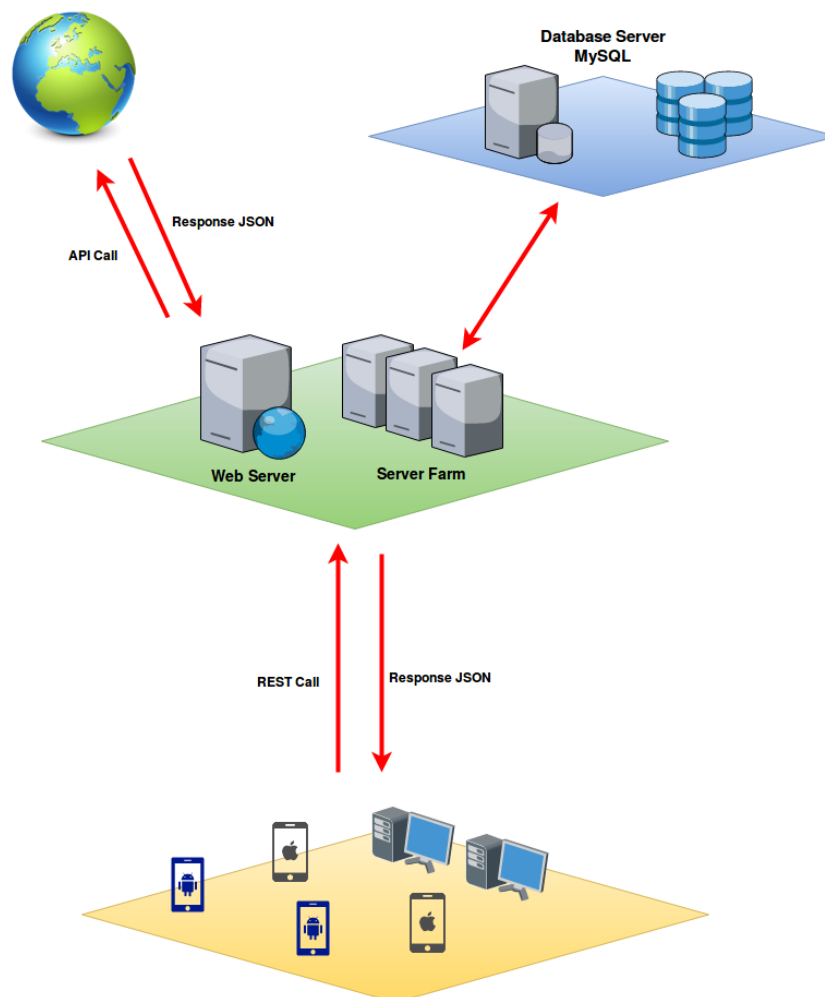 Database Server
MySQL
Response JSON
API Call
Web Server
Server Farm
REST Call
Response JSON